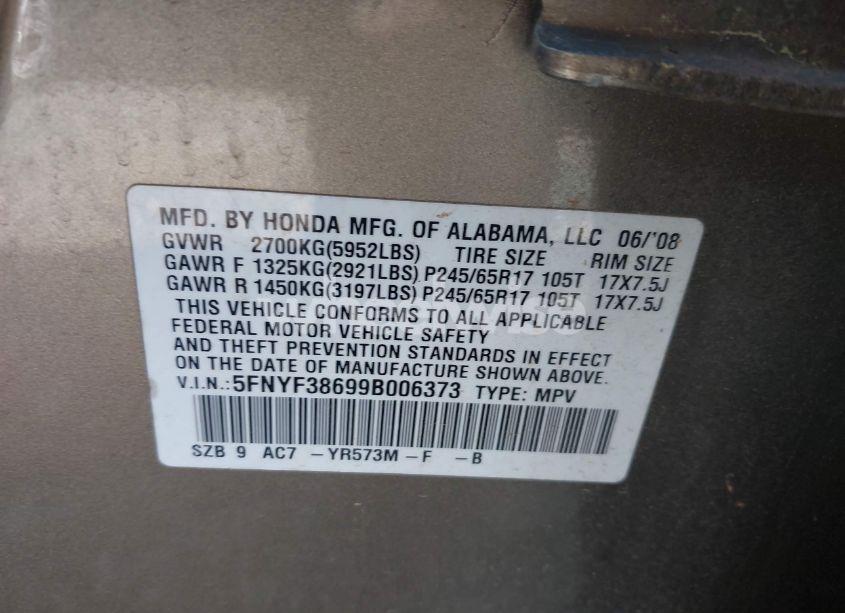 MFD. BY HONDA MFG. OF ALABAMA, LLC 06/'08
GVWR 2700KG(5952LBS) TIRE SIZE RIM SIZE
GAWR F 1325KG(2921LBS) P245/65R17 105T 17X7.5J
GAWR R 1450KG(3197LBS) P245/65R17 105T 17X7.5J
THIS VEHICLE CONFORMS TO ALL APPLICABLE
FEDERAL MOTOR VEHICLE SAFETY
AND THEFT PREVENTION STANDARDS IN EFFECT
ON THE DATE OF MANUFACTURE SHOWN ABOVE.
V.I.N.:5FNYF38699B006373 TYPE: MPV
SZB 9 AC7 -YR573M-F -B